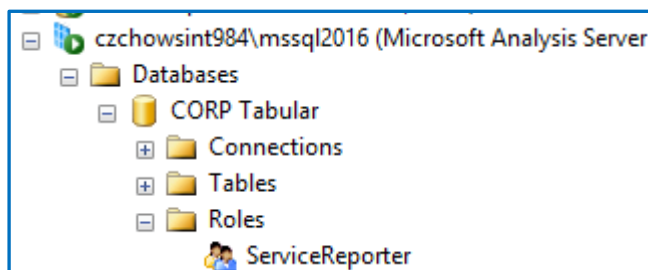 czchowsint984\mssql2016 (Microsoft Analysis Server
Databases
CORP Tabular
Connections
Tables
Roles
ServiceReporter